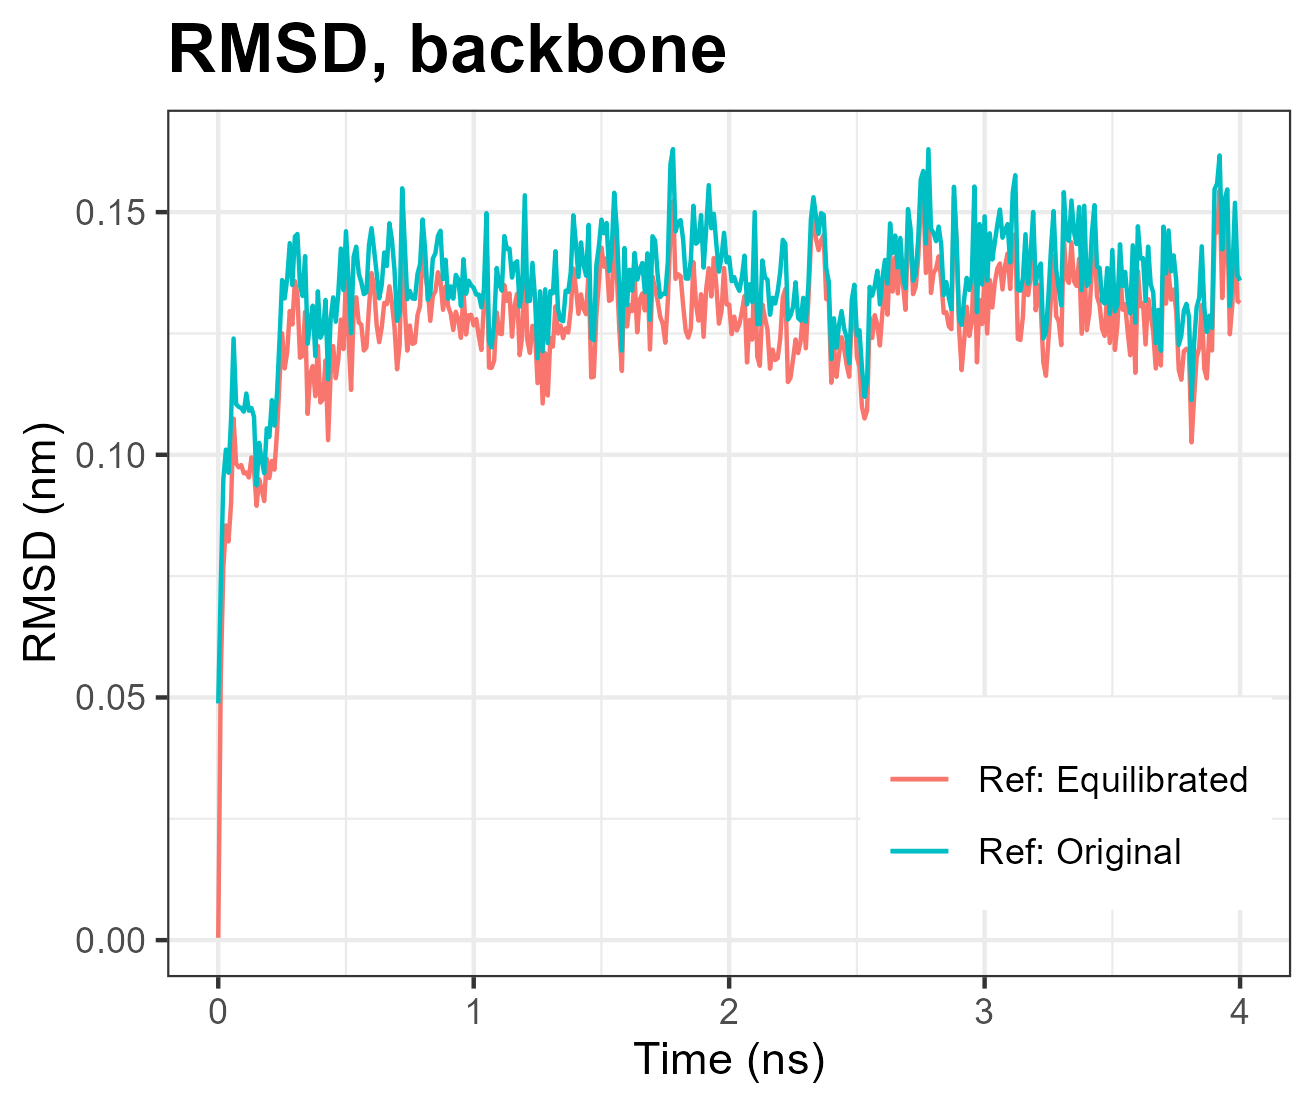 RMSD, backbone
0.15
0.10
0.05
0.00
RMSD (nm)
Ref: Equilibrated
Ref: Original
0 1 2 3 4
Time (ns)